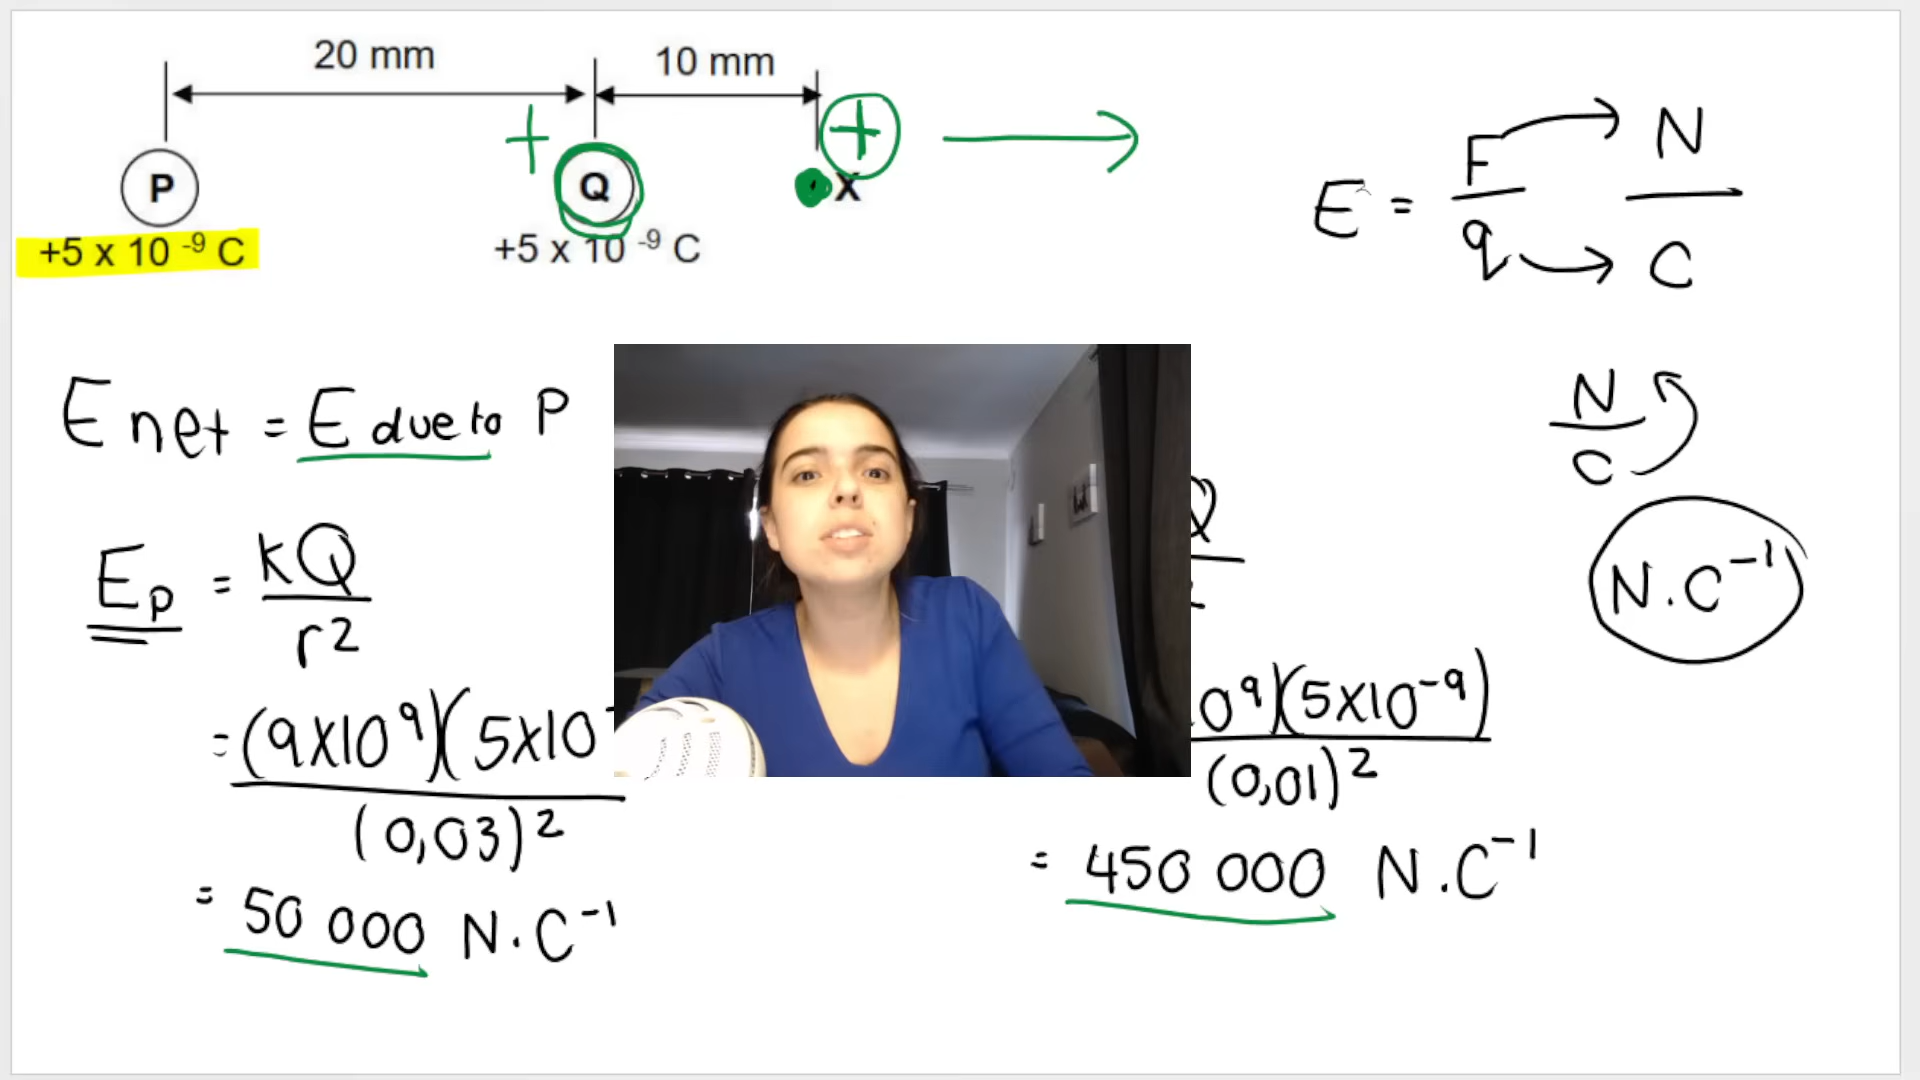 20 mm
10 mm
+
+
P
Q
X
+5 x 10 -9 C
+5 x 10 -9 C
E = F/q
N/C
E net = E due to P
N/C
N.C⁻¹
Ep = kQ/r²
Q
= (9X10⁹)(5X10
(0,03)²
= 50 000 N.C⁻¹
0⁹)(5X10⁻⁹)
(0,01)²
= 450 000 N.C⁻¹